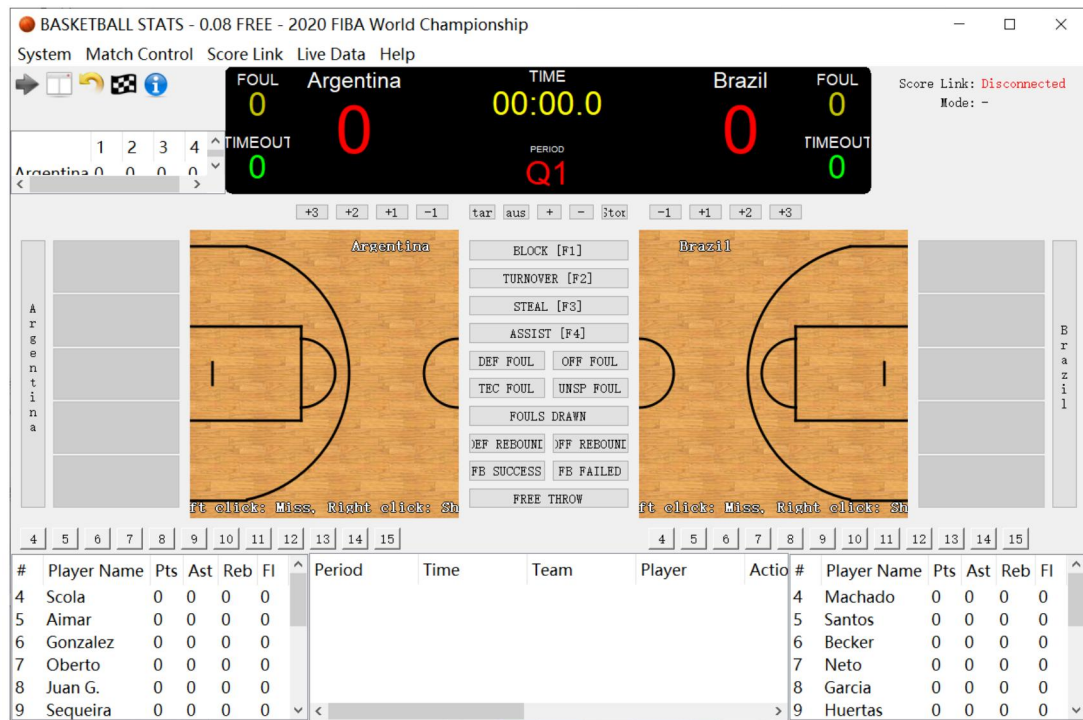 BASKETBALL STATS - 0.08 FREE - 2020 FIBA World Championship
System Match Control Score Link Live Data Help
FOUL Argentina TIME Brazil FOUL
0 0 00:00.0 0 0
TIMEOUT PERIOD TIMEOUT
0 Q1 0
Score Link: Disconnected
Mode: -
1 2 3 4
Argentina 0 0 0 0
+3 +2 +1 -1 tar aus + - Stop -1 +1 +2 +3
Argentina
Argentina
BLOCK [F1]
TURNOVER [F2]
STEAL [F3]
ASSIST [F4]
DEF FOUL OFF FOUL
TEC FOUL UNSP FOUL
FOULS DRAWN
DEF REBOUND OFF REBOUND
FB SUCCESS FB FAILED
FREE THROW
Brazil
Brazil
ft click: Miss, Right click: Sh
ft click: Miss, Right click: Sh
4 5 6 7 8 9 10 11 12 13 14 15
4 5 6 7 8 9 10 11 12 13 14 15
# Player Name Pts Ast Reb Fl
4 Scola 0 0 0 0
5 Aimar 0 0 0 0
6 Gonzalez 0 0 0 0
7 Oberto 0 0 0 0
8 Juan G. 0 0 0 0
9 Sequeira 0 0 0 0
Period Time Team Player Actio
# Player Name Pts Ast Reb Fl
4 Machado 0 0 0 0
5 Santos 0 0 0 0
6 Becker 0 0 0 0
7 Neto 0 0 0 0
8 Garcia 0 0 0 0
9 Huertas 0 0 0 0